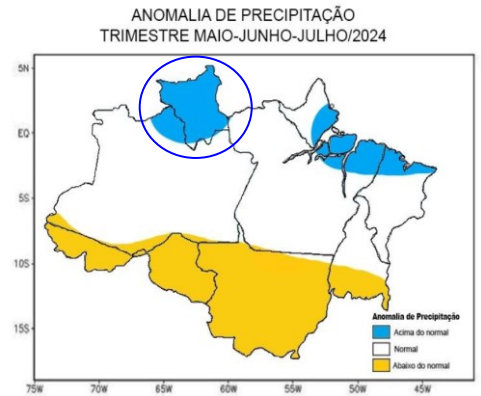 ANOMALIA DE PRECIPITAÇÃO
TRIMESTRE MAIO-JUNHO-JULHO/2024
5N
EQ
5S
10S
15S
Anomalia de Precipitação
Acima do normal
Normal
Abaixo do normal
75W 70W 65W 60W 55W 50W 45W